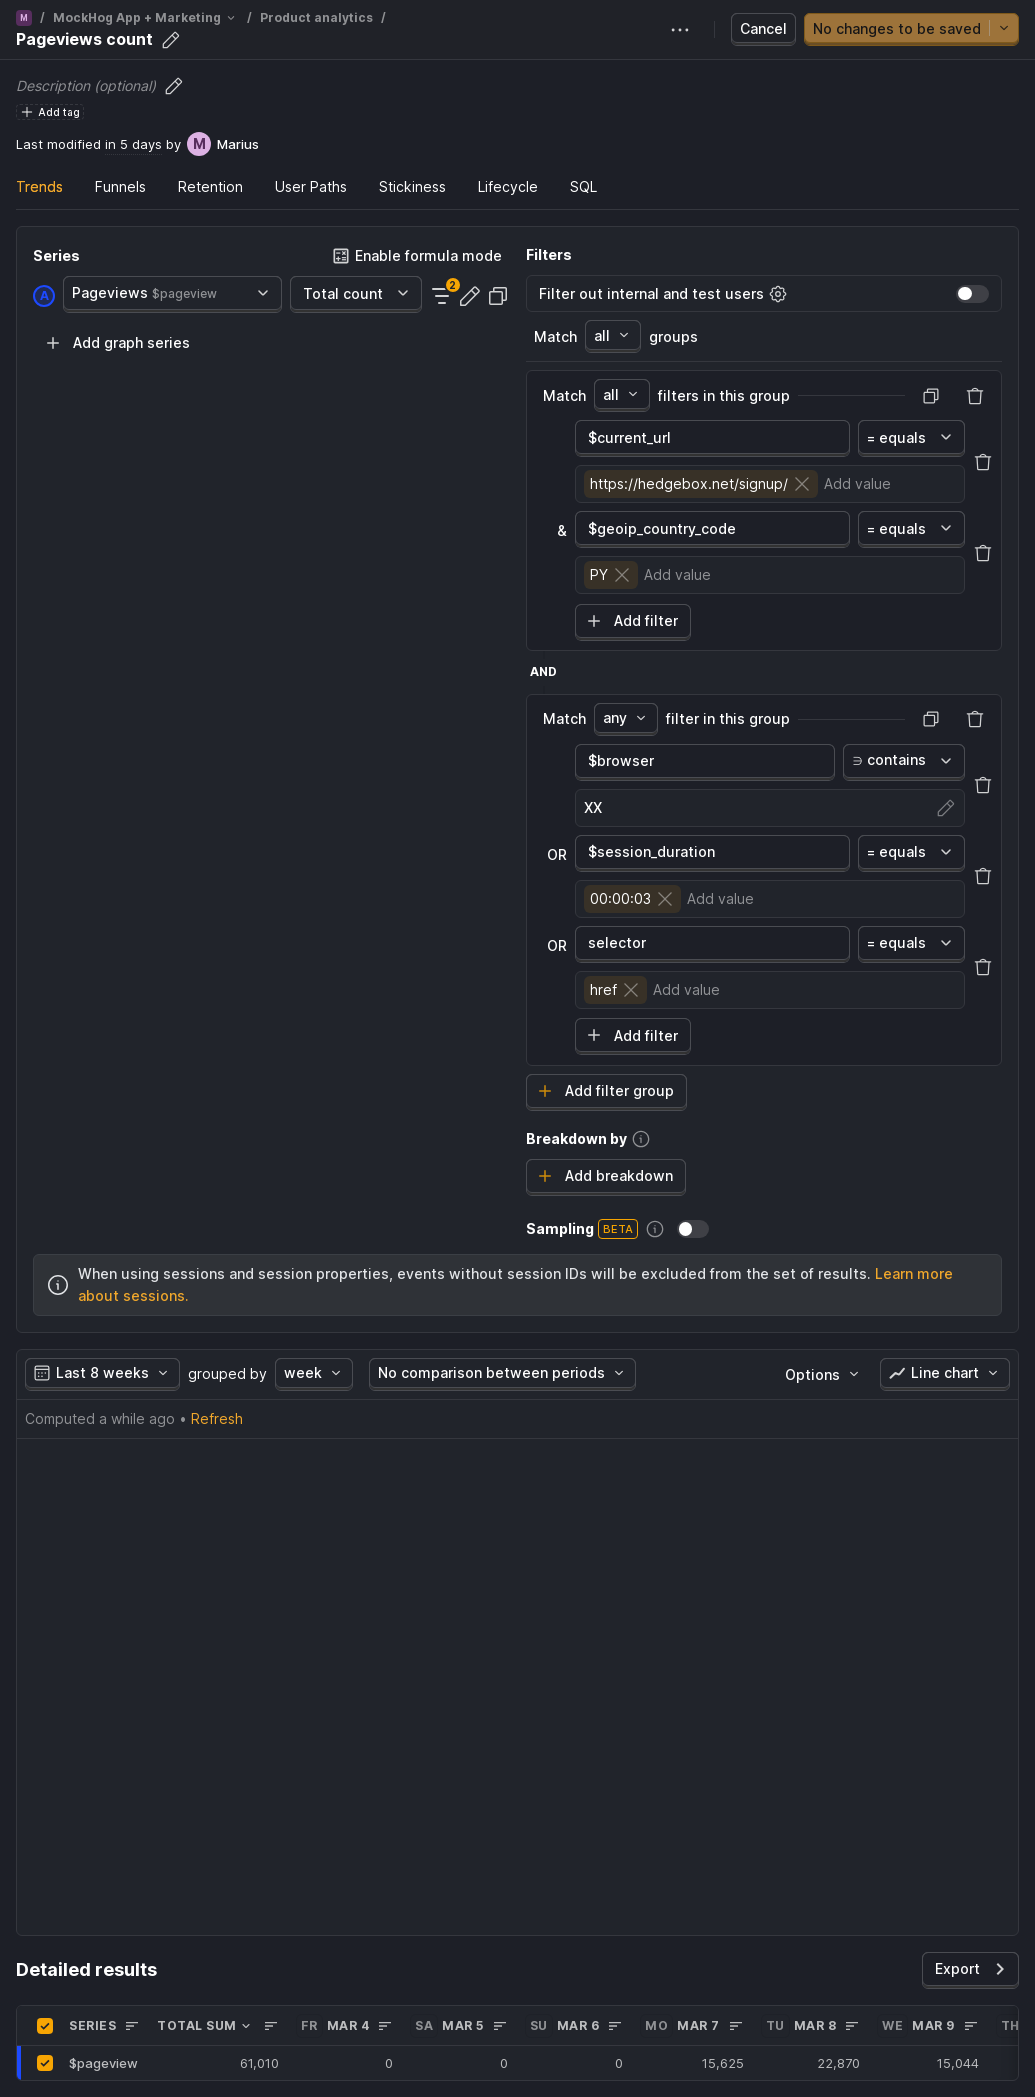 M / MockHog App + Marketing / Product analytics /
Pageviews count
Cancel
No changes to be saved
Description (optional)
Add tag
Last modified in 5 days by M Marius
Trends Funnels Retention User Paths Stickiness Lifecycle SQL
Series
Enable formula mode
A Pageviews $pageview Total count 2
Add graph series
Filters
Filter out internal and test users
Match all groups
Match all filters in this group
$current_url = equals
https://hedgebox.net/signup/ Add value
& $geoip_country_code = equals
PY Add value
Add filter
AND
Match any filter in this group
$browser ∋ contains
XX
OR $session_duration = equals
00:00:03 Add value
OR selector = equals
href Add value
Add filter
Add filter group
Breakdown by
Add breakdown
Sampling BETA
When using sessions and session properties, events without session IDs will be excluded from the set of results. Learn more
about sessions.
Last 8 weeks grouped by week No comparison between periods Options Line chart
Computed a while ago • Refresh
Detailed results
Export
SERIES TOTAL SUM FR MAR 4 SA MAR 5 SU MAR 6 MO MAR 7 TU MAR 8 WE MAR 9 TH
$pageview 61,010 0 0 0 15,625 22,870 15,044